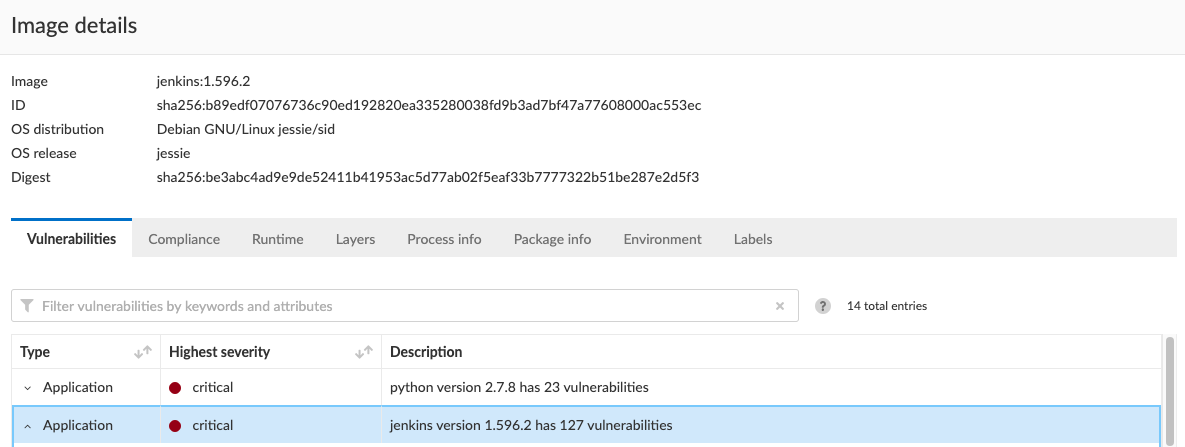 Image details
Image jenkins:1.596.2
ID sha256:b89edf07076736c90ed192820ea335280038fd9b3ad7bf47a77608000ac553ec
OS distribution Debian GNU/Linux jessie/sid
OS release jessie
Digest sha256:be3abc4ad9e9de52411b41953ac5d77ab02f5eaf33b7777322b51be287e2d5f3
Vulnerabilities Compliance Runtime Layers Process info Package info Environment Labels
Filter vulnerabilities by keywords and attributes × ? 14 total entries
Type Highest severity Description
Application critical python version 2.7.8 has 23 vulnerabilities
Application critical jenkins version 1.596.2 has 127 vulnerabilities